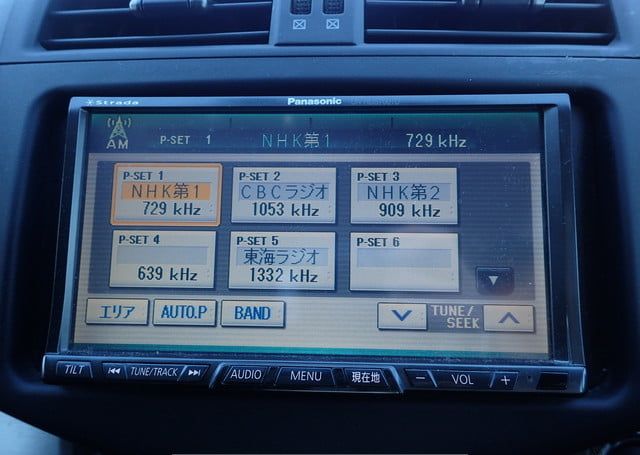 Strada
Panasonic
AM
P-SET 1 NHK第1 729 kHz
P-SET 1
NHK第1
729 kHz
P-SET 2
CBCラジオ
1053 kHz
P-SET 3
NHK第2
909 kHz
P-SET 4
639 kHz
P-SET 5
東海ラジオ
1332 kHz
P-SET 6
エリア
AUTO.P
BAND
TUNE/
SEEK
TILT
TUNE/TRACK
AUDIO
MENU
現在地
− VOL +